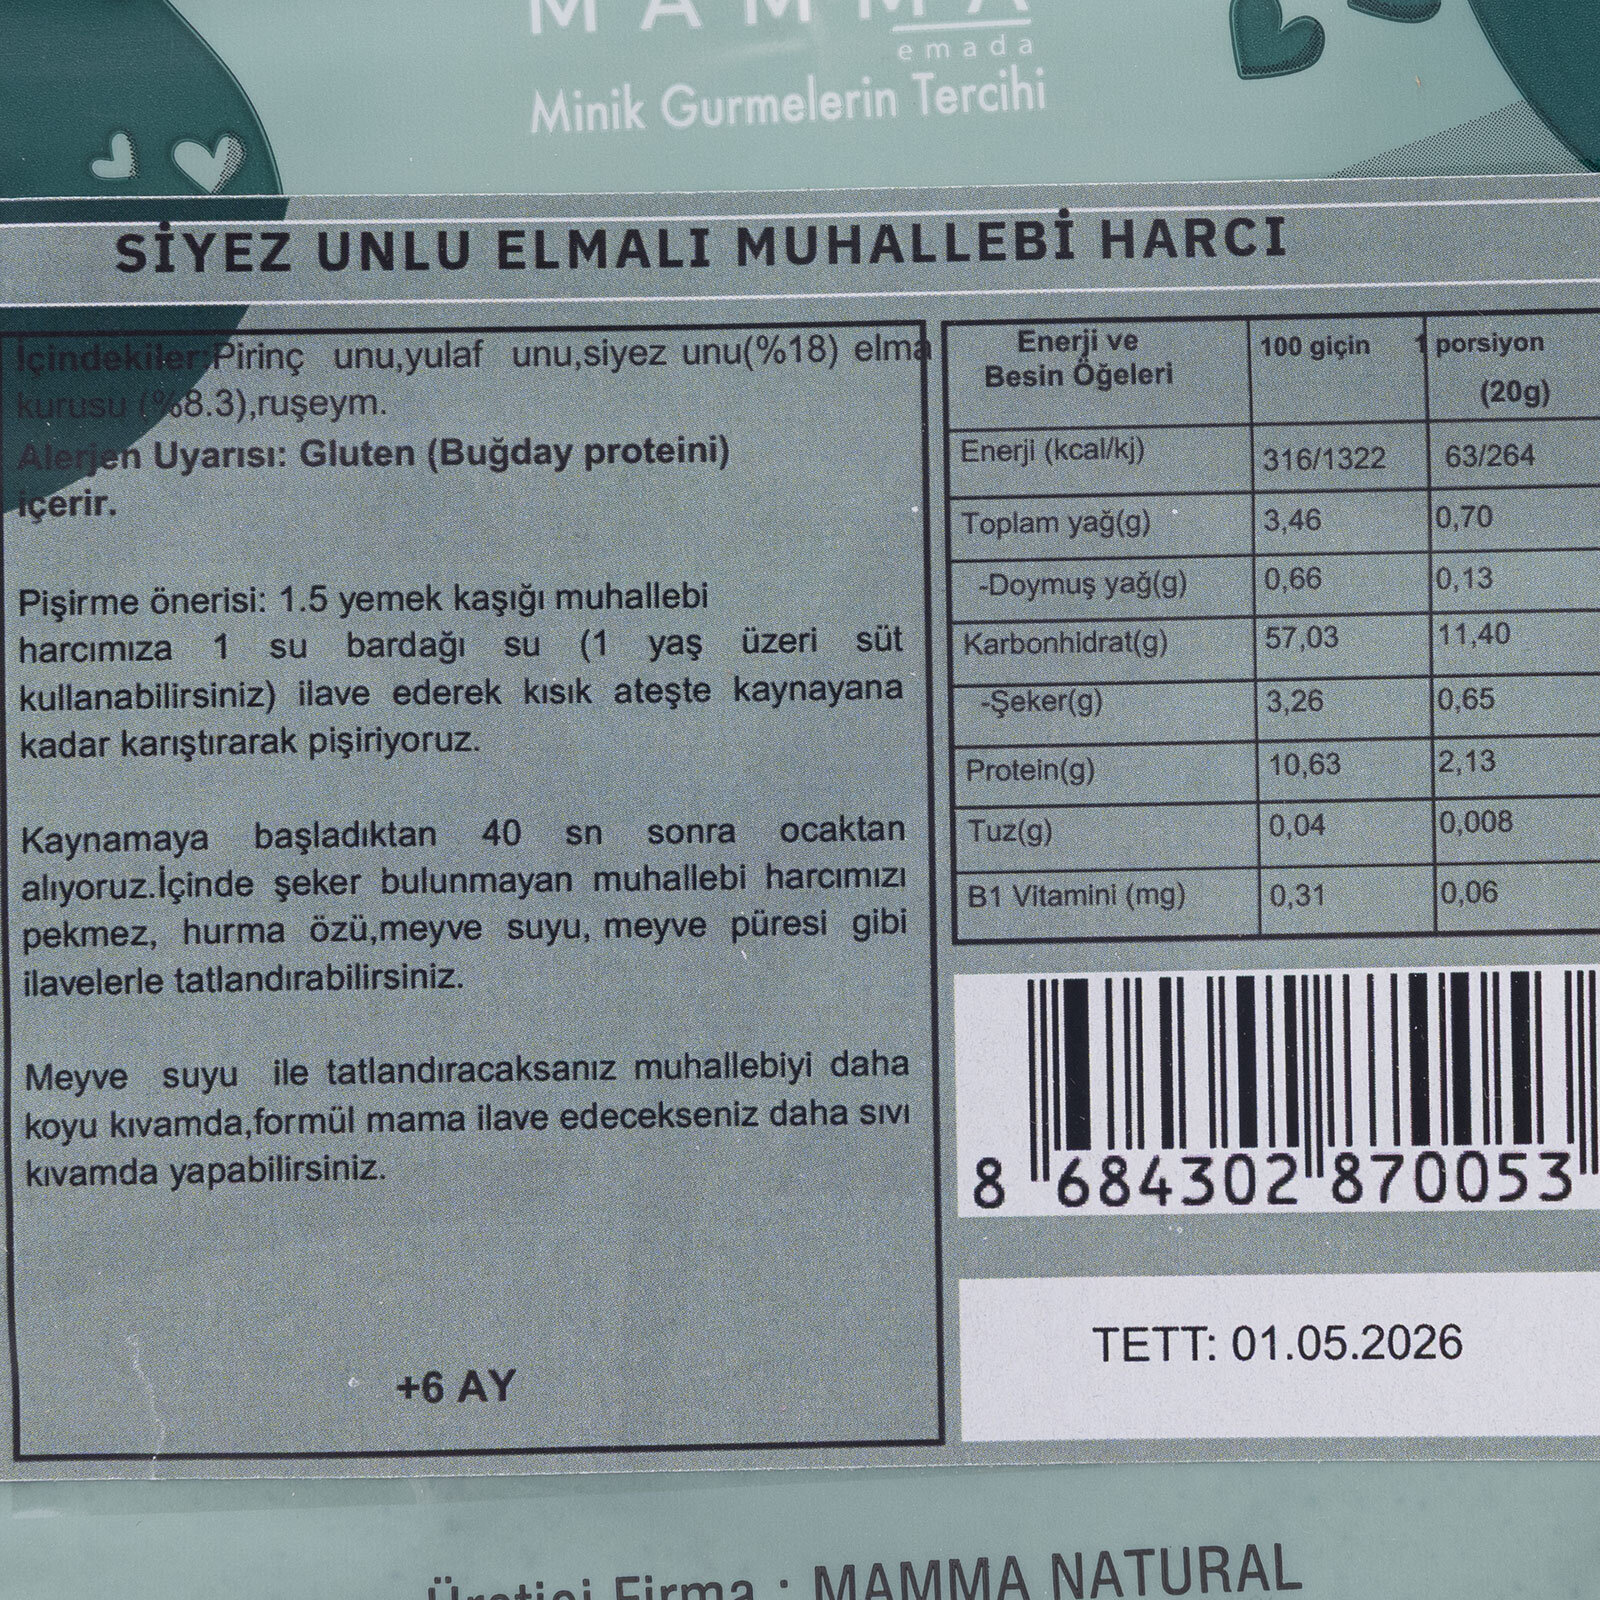 MAMMA
emada
Minik Gurmelerin Tercihi
SİYEZ UNLU ELMALI MUHALLEBİ HARCI
İçindekiler:Pirinç unu,yulaf unu,siyez unu(%18) elma
kurusu (%8.3),ruşeym.
Alerjen Uyarısı: Gluten (Buğday proteini)
içerir.
Pişirme önerisi: 1.5 yemek kaşığı muhallebi
harcımıza 1 su bardağı su (1 yaş üzeri süt
kullanabilirsiniz) ilave ederek kısık ateşte kaynayana
kadar karıştırarak pişiriyoruz.
Kaynamaya başladıktan 40 sn sonra ocaktan
alıyoruz.İçinde şeker bulunmayan muhallebi harcımızı
pekmez, hurma özü,meyve suyu, meyve püresi gibi
ilavelerle tatlandırabilirsiniz.
Meyve suyu ile tatlandıracaksanız muhallebiyi daha
koyu kıvamda,formül mama ilave edecekseniz daha sıvı
kıvamda yapabilirsiniz.
+6 AY
Enerji ve Besin Öğeleri 100 giçin 1 porsiyon (20g)
Enerji (kcal/kj) 316/1322 63/264
Toplam yağ(g) 3,46 0,70
-Doymuş yağ(g) 0,66 0,13
Karbonhidrat(g) 57,03 11,40
-Şeker(g) 3,26 0,65
Protein(g) 10,63 2,13
Tuz(g) 0,04 0,008
B1 Vitamini (mg) 0,31 0,06
8 684302 870053
TETT: 01.05.2026
Üretici Firma : MAMMA NATURAL